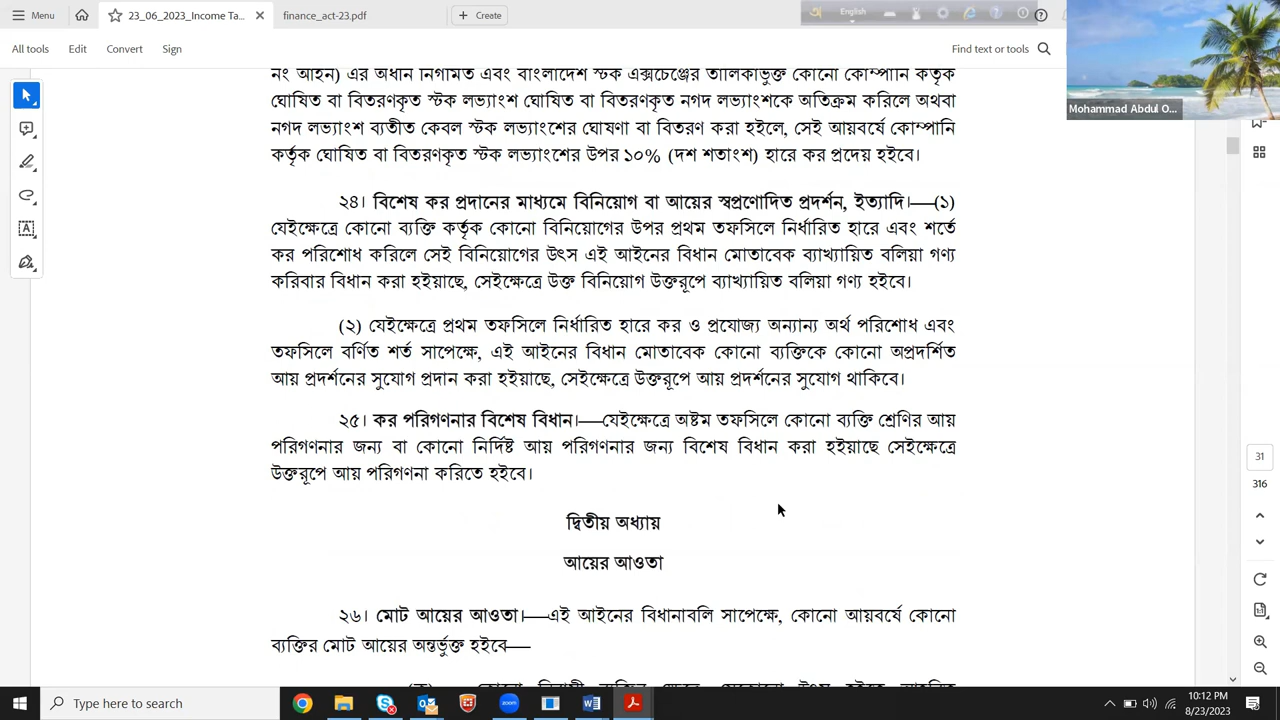 Menu
23_06_2023_Income Ta...
finance_act-23.pdf
Create
English
All tools
Edit
Convert
Sign
Find text or tools
Mohammad Abdul O...
নং আইন) এর অধীন নিগমিত এবং বাংলাদেশ স্টক এক্সচেঞ্জের তালিকাভুক্ত কোনো কোম্পানি কর্তৃক
ঘোষিত বা বিতরণকৃত স্টক লভ্যাংশ ঘোষিত বা বিতরণকৃত নগদ লভ্যাংশকে অতিক্রম করিলে অথবা
নগদ লভ্যাংশ ব্যতীত কেবল স্টক লভ্যাংশের ঘোষণা বা বিতরণ করা হইলে, সেই আয়বর্ষে কোম্পানি
কর্তৃক ঘোষিত বা বিতরণকৃত স্টক লভ্যাংশের উপর ১০% (দশ শতাংশ) হারে কর প্রদেয় হইবে।
২৪। বিশেষ কর প্রদানের মাধ্যমে বিনিয়োগ বা আয়ের স্বপ্রণোদিত প্রদর্শন, ইত্যাদি।—(১)
যেইক্ষেত্রে কোনো ব্যক্তি কর্তৃক কোনো বিনিয়োগের উপর প্রথম তফসিলে নির্ধারিত হারে এবং শর্তে
কর পরিশোধ করিলে সেই বিনিয়োগের উৎস এই আইনের বিধান মোতাবেক ব্যাখ্যায়িত বলিয়া গণ্য
করিবার বিধান করা হইয়াছে, সেইক্ষেত্রে উক্ত বিনিয়োগ উক্তরূপে ব্যাখ্যায়িত বলিয়া গণ্য হইবে।
(২) যেইক্ষেত্রে প্রথম তফসিলে নির্ধারিত হারে কর ও প্রযোজ্য অন্যান্য অর্থ পরিশোধ এবং
তফসিলে বর্ণিত শর্ত সাপেক্ষে, এই আইনের বিধান মোতাবেক কোনো ব্যক্তিকে কোনো অপ্রদর্শিত
আয় প্রদর্শনের সুযোগ প্রদান করা হইয়াছে, সেইক্ষেত্রে উক্তরূপে আয় প্রদর্শনের সুযোগ থাকিবে।
২৫। কর পরিগণনার বিশেষ বিধান।—যেইক্ষেত্রে অষ্টম তফসিলে কোনো ব্যক্তি শ্রেণির আয়
পরিগণনার জন্য বা কোনো নির্দিষ্ট আয় পরিগণনার জন্য বিশেষ বিধান করা হইয়াছে সেইক্ষেত্রে
উক্তরূপে আয় পরিগণনা করিতে হইবে।
দ্বিতীয় অধ্যায়
আয়ের আওতা
২৬। মোট আয়ের আওতা।—এই আইনের বিধানাবলি সাপেক্ষে, কোনো আয়বর্ষে কোনো
ব্যক্তির মোট আয়ের অন্তর্ভুক্ত হইবে—
31
316
Type here to search
10:12 PM
8/23/2023